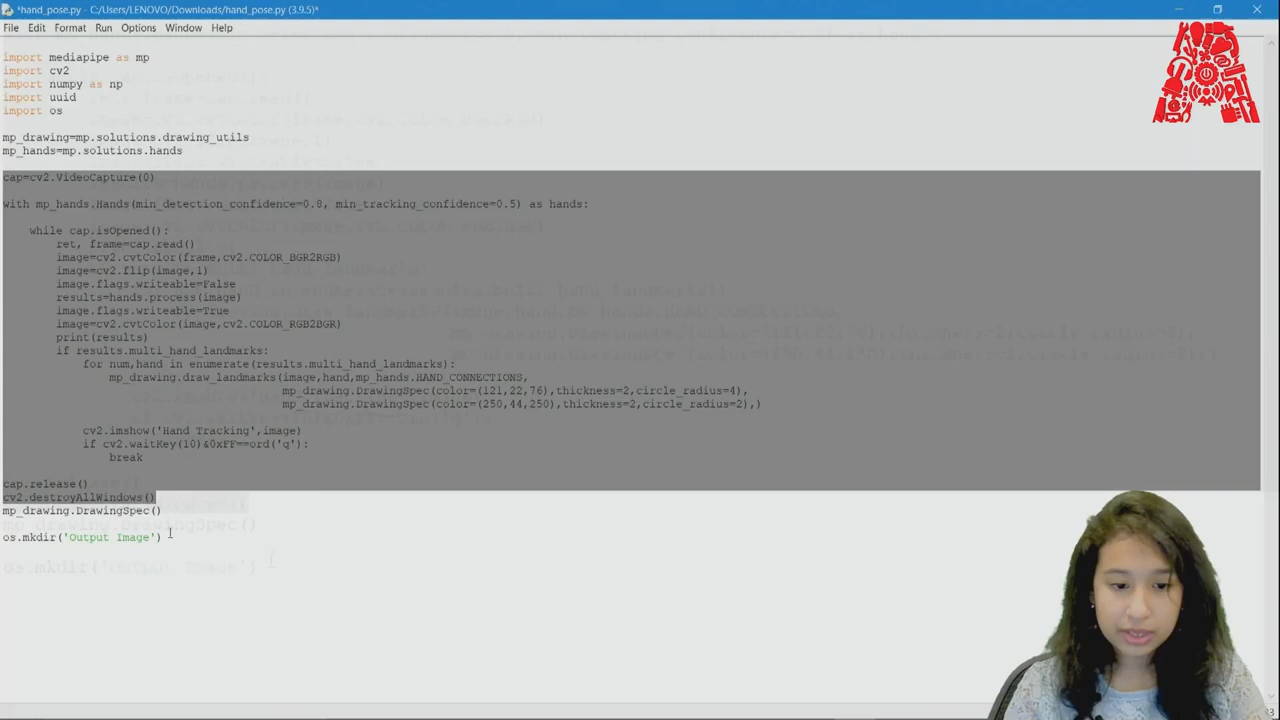 *hand_pose.py - C:/Users/LENOVO/Downloads/hand_pose.py (3.9.5)*
File Edit Format Run Options Window Help
import mediapipe as mp
import cv2
import numpy as np
import uuid
import os
mp_drawing=mp.solutions.drawing_utils
mp_hands=mp.solutions.hands
cap=cv2.VideoCapture(0)
with mp_hands.Hands(min_detection_confidence=0.8, min_tracking_confidence=0.5) as hands:
while cap.isOpened():
ret, frame=cap.read()
image=cv2.cvtColor(frame,cv2.COLOR_BGR2RGB)
image=cv2.flip(image,1)
image.flags.writeable=False
results=hands.process(image)
image.flags.writeable=True
image=cv2.cvtColor(image,cv2.COLOR_RGB2BGR)
print(results)
if results.multi_hand_landmarks:
for num,hand in enumerate(results.multi_hand_landmarks):
mp_drawing.draw_landmarks(image,hand,mp_hands.HAND_CONNECTIONS,
mp_drawing.DrawingSpec(color=(121,22,76),thickness=2,circle_radius=4),
mp_drawing.DrawingSpec(color=(250,44,250),thickness=2,circle_radius=2),)
cv2.imshow('Hand Tracking',image)
if cv2.waitKey(10)&0xFF==ord('q'):
break
cap.release()
cv2.destroyAllWindows()
mp_drawing.DrawingSpec()
mp_drawing.DrawingSpec()
os.mkdir('Output Image')
os.mkdir('Output Image')